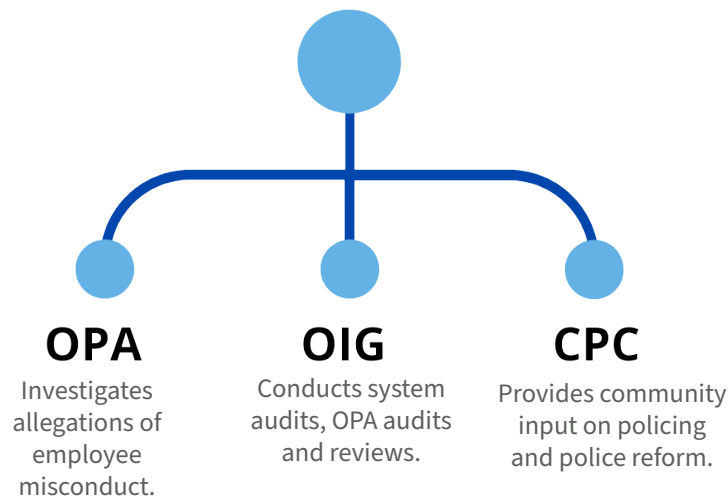 OPA
Investigates
allegations of
employee
misconduct.
OIG
Conducts system
audits, OPA audits
and reviews.
CPC
Provides community
input on policing
and police reform.